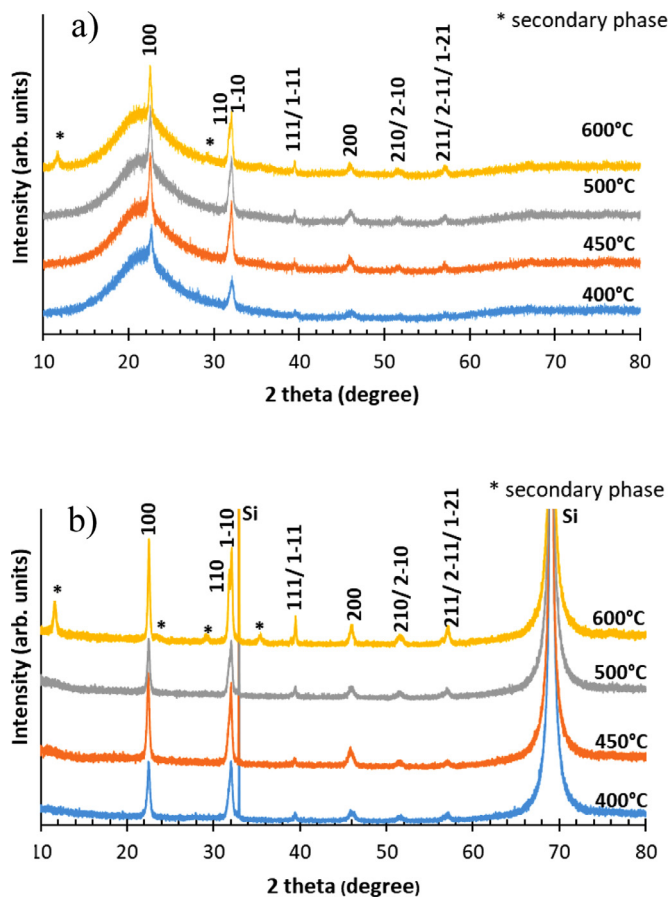 a)
* secondary phase
100
110
1-10
111/ 1-11
200
210/ 2-10
211/ 2-11/ 1-21
*
*
600°C
500°C
450°C
400°C
Intensity (arb. units)
10 20 30 40 50 60 70 80
2 theta (degree)
b)
* secondary phase
100
110
1-10
Si
111/ 1-11
200
210/ 2-10
211/ 2-11/ 1-21
Si
*
*
*
*
600°C
500°C
450°C
400°C
Intensity (arb. units)
10 20 30 40 50 60 70 80
2 theta (degree)